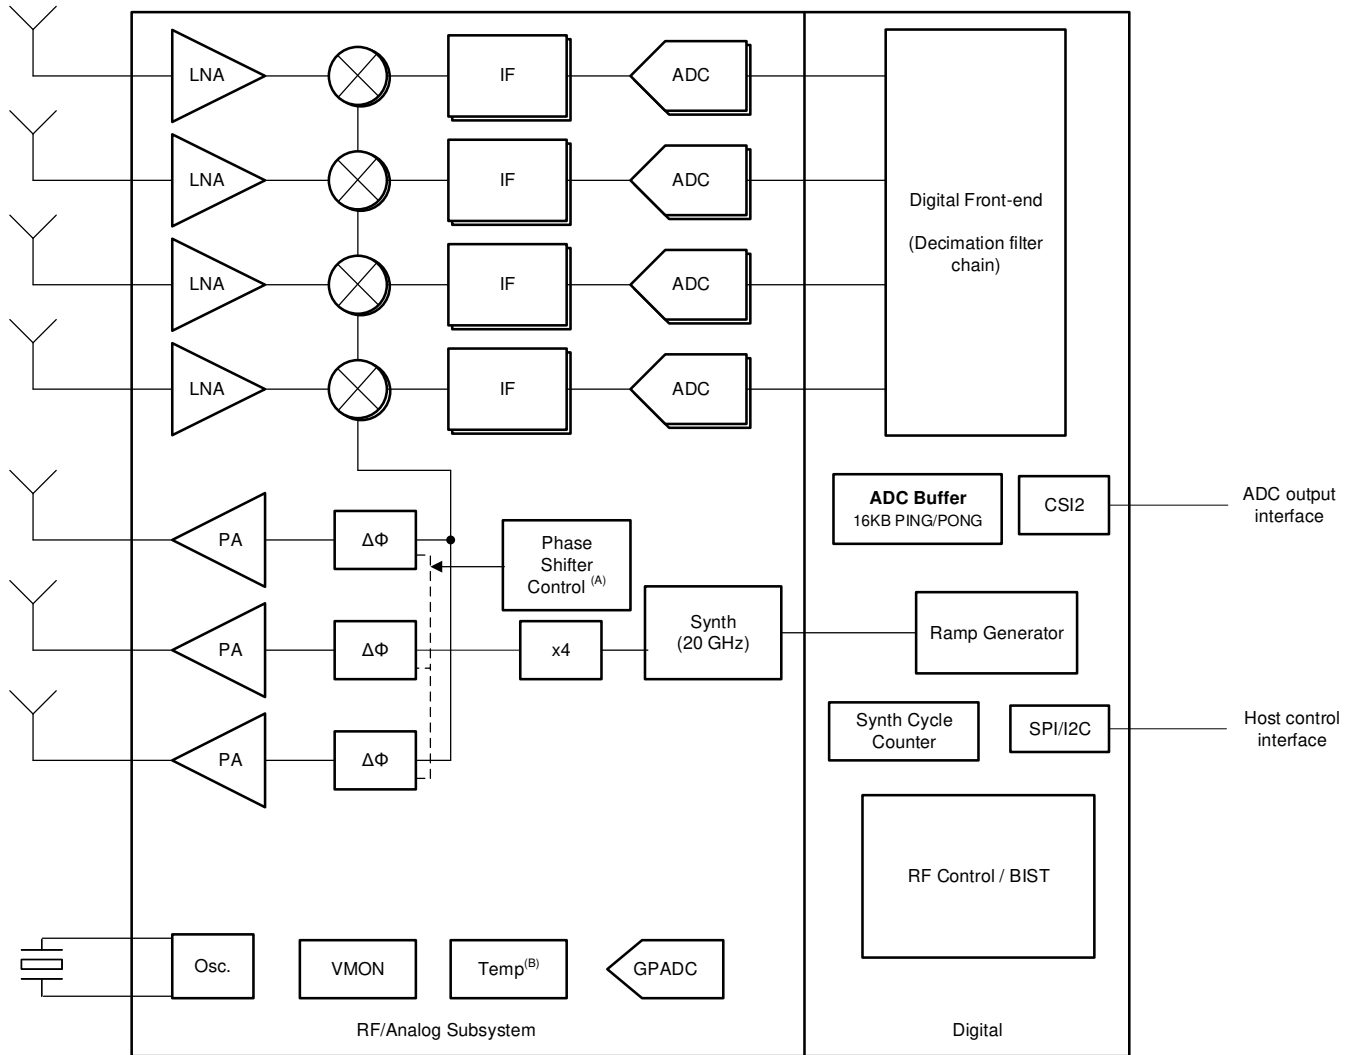 LNA
IF
ADC
LNA
IF
ADC
LNA
IF
ADC
LNA
IF
ADC
Digital Front-end
(Decimation filter
chain)
PA
ΔΦ
PA
ΔΦ
PA
ΔΦ
Phase
Shifter
Control (A)
x4
Synth
(20 GHz)
ADC Buffer
16KB PING/PONG
CSI2
ADC output
interface
Ramp Generator
Synth Cycle
Counter
SPI/I2C
Host control
interface
RF Control / BIST
Osc.
VMON
Temp(B)
GPADC
RF/Analog Subsystem
Digital